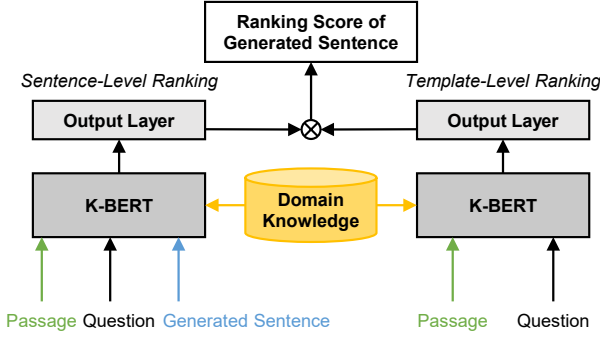 Ranking Score of
Generated Sentence
Sentence-Level Ranking
Template-Level Ranking
Output Layer
Output Layer
K-BERT
Domain
Knowledge
K-BERT
Passage
Question
Generated Sentence
Passage
Question